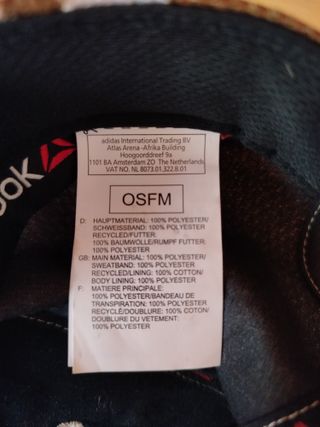 OOK
adidas International Trading BV
Atlas Arena -Afrika Building
Hoogoorddreef 9a
1101 BA Amsterdam ZO The Netherlands
VAT NO. NL 8073.01.322.B.01
OSFM
D: HAUPTMATERIAL: 100% POLYESTER/
SCHWEISSBAND: 100% POLYESTER
RECYCLED/FUTTER:
100% BAUMWOLLE/RUMPF FUTTER:
100% POLYESTER
GB: MAIN MATERIAL: 100% POLYESTER/
SWEATBAND: 100% POLYESTER
RECYCLED/LINING: 100% COTTON/
BODY LINING: 100% POLYESTER
F: MATIERE PRINCIPALE:
100% POLYESTER/BANDEAU DE
TRANSPIRATION: 100% POLYESTER
RECYCLÉ/DOUBLURE: 100% COTON/
DOUBLURE DU VETEMENT:
100% POLYESTER